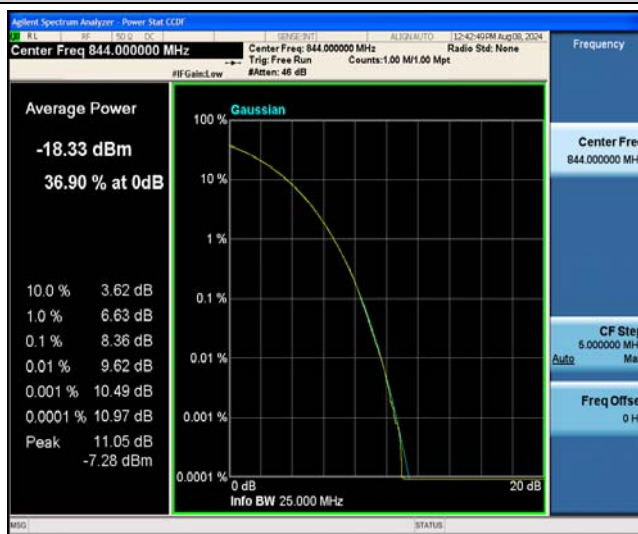 Agilent Spectrum Analyzer - Power Stat CCDF
RL RF 50 Ω DC SENSE:INT ALIGN AUTO 12:42:49 PM Aug 08, 2024
Center Freq 844.000000 MHz
Center Freq: 844.000000 MHz Radio Std: None
Trig: Free Run Counts:1.00 M/1.00 Mpt
#IFGain:Low #Atten: 46 dB
Frequency
Average Power
-18.33 dBm
36.90 % at 0dB
10.0 % 3.62 dB
1.0 % 6.63 dB
0.1 % 8.36 dB
0.01 % 9.62 dB
0.001 % 10.49 dB
0.0001 % 10.97 dB
Peak 11.05 dB
-7.28 dBm
Gaussian
100 %
10 %
1 %
0.1 %
0.01 %
0.001 %
0.0001 %
0 dB 20 dB
Info BW 25.000 MHz
Center Fre
844.000000 MH
CF Ste
5.000000 MH
Auto Ma
Freq Offse
0 H
MSG STATUS